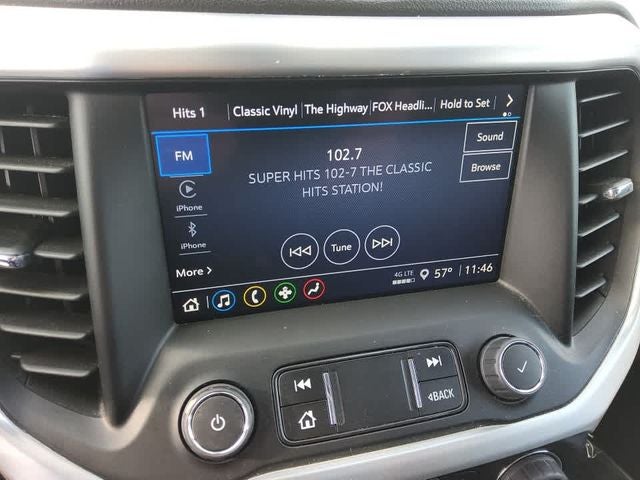 Hits 1 Classic Vinyl The Highway FOX Headli... Hold to Set
FM
iPhone
iPhone
More >
102.7
SUPER HITS 102-7 THE CLASSIC
HITS STATION!
Tune
Sound
Browse
4G LTE 57° 11:46
BACK